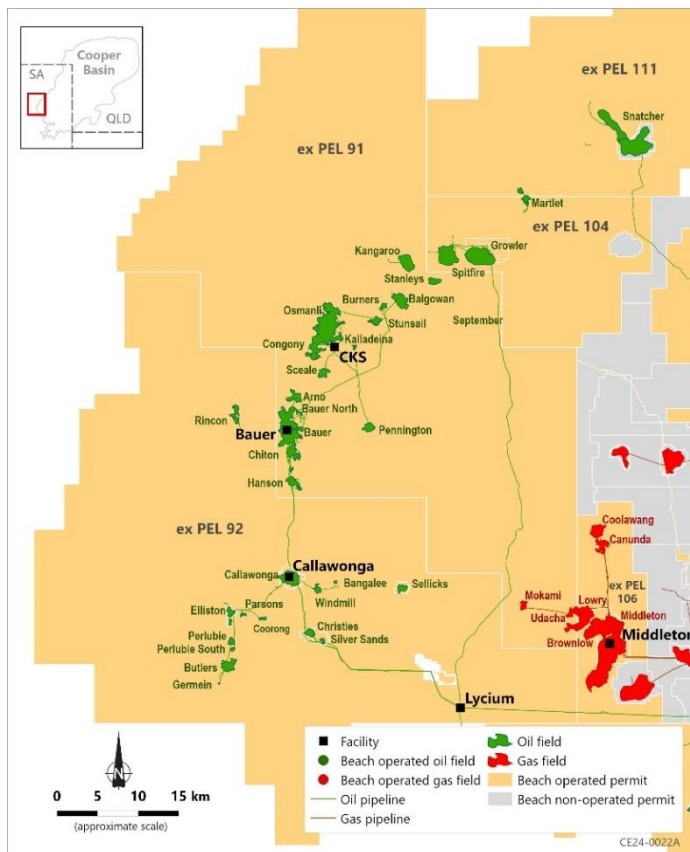 Cooper
Basin
SA
QLD
ex PEL 111
Snatcher
ex PEL 91
Martlet
ex PEL 104
Kangaroo
Growler
Spitfire
Stanleys
Burners
Balgowan
Osmanli
Stunsail
September
Kalladeina
Congony
CKS
Sceale
Arno
Bauer North
Rincon
Bauer
Bauer
Pennington
Chiton
Hanson
ex PEL 92
Coolawang
Canunda
Callawonga
Callawonga
Bangalee
Sellicks
Windmill
ex PEL
106
Mokami
Lowry
Elliston
Parsons
Udacha
Middleton
Coorong
Christies
Perlubie
Silver Sands
Brownlow
Middleton
Perlubie South
Butlers
Germein
Lycium
N
0 5 10 15 km
(approximate scale)
Facility
Oil field
Beach operated oil field
Gas field
Beach operated gas field
Beach operated permit
Oil pipeline
Beach non-operated permit
Gas pipeline
CE24-0022A